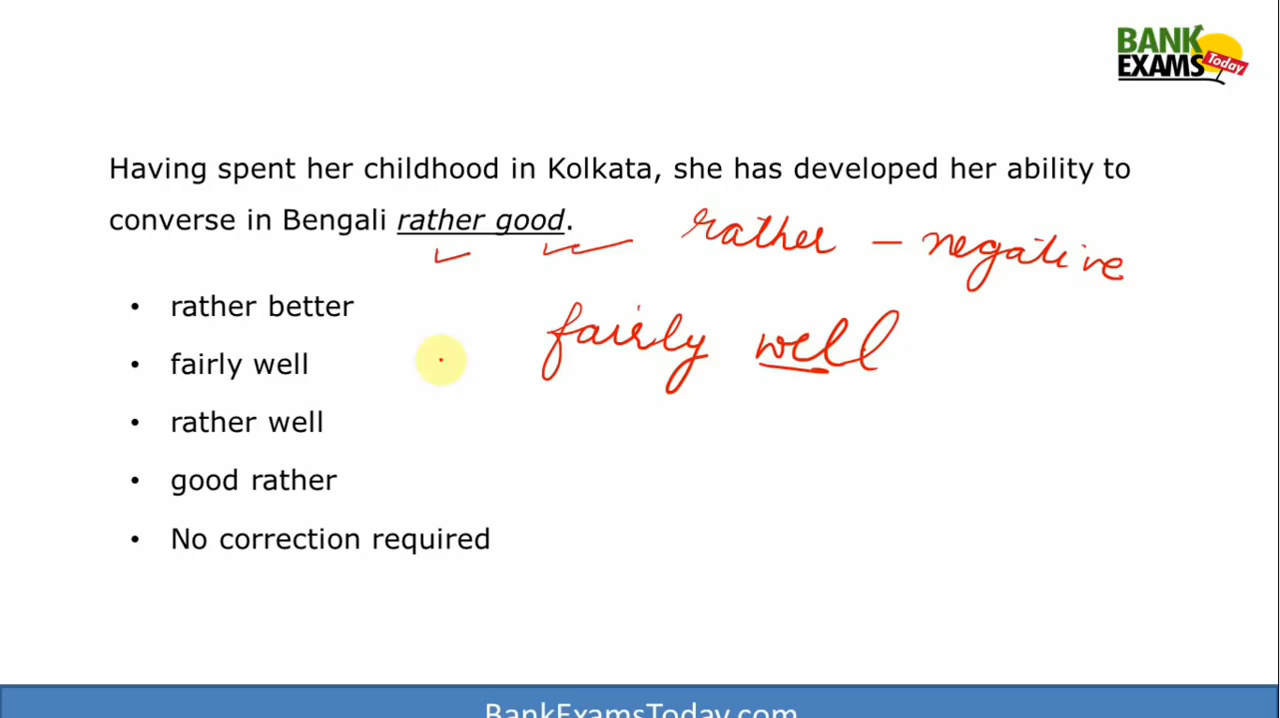 BANK
EXAMS Today
Having spent her childhood in Kolkata, she has developed her ability to
converse in Bengali rather good.
rather – negative
• rather better
fairly well
• fairly well
• rather well
• good rather
• No correction required
BankExamsToday.com